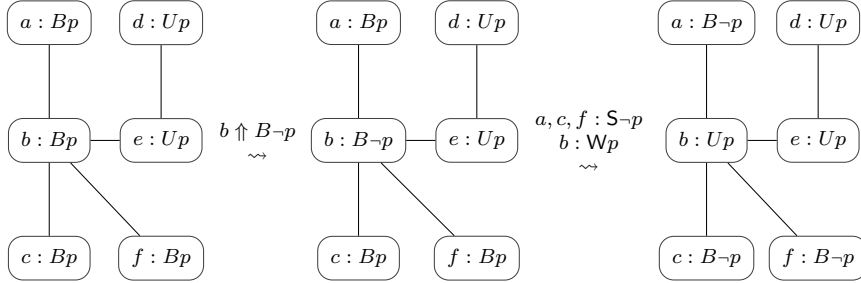 a : Bp d : Up a : Bp d : Up a : B¬p d : Up
a, c, f : S¬p
b ⇑ B¬p b : Wp
b : Bp e : Up ⇝ b : B¬p e : Up ⇝ b : Up e : Up
c : Bp f : Bp c : Bp f : Bp c : B¬p f : B¬p